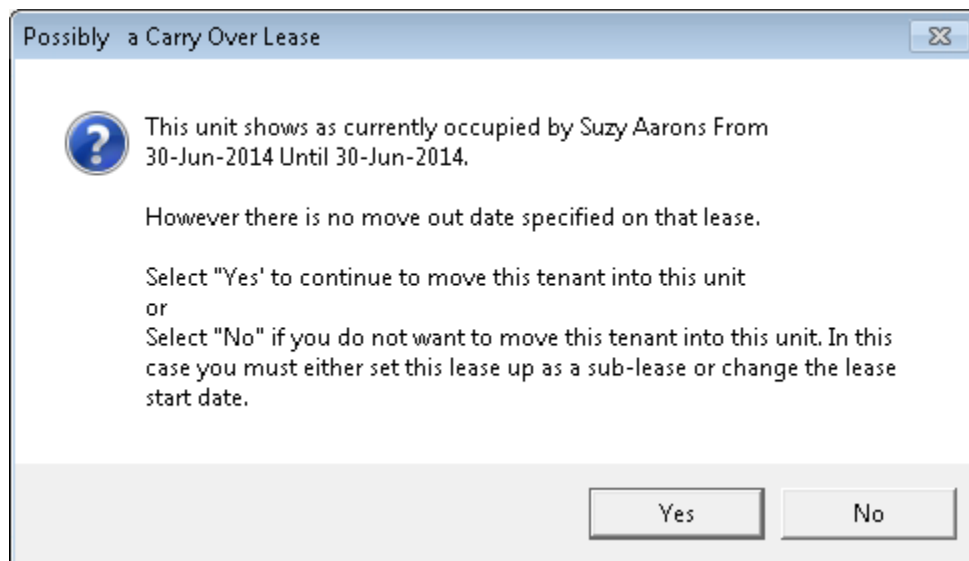 Possibly  a Carry Over Lease
This unit shows as currently occupied by Suzy Aarons From
30-Jun-2014 Until 30-Jun-2014.
However there is no move out date specified on that lease.
Select "Yes' to continue to move this tenant into this unit
or
Select "No" if you do not want to move this tenant into this unit. In this
case you must either set this lease up as a sub-lease or change the lease
start date.
Yes
No